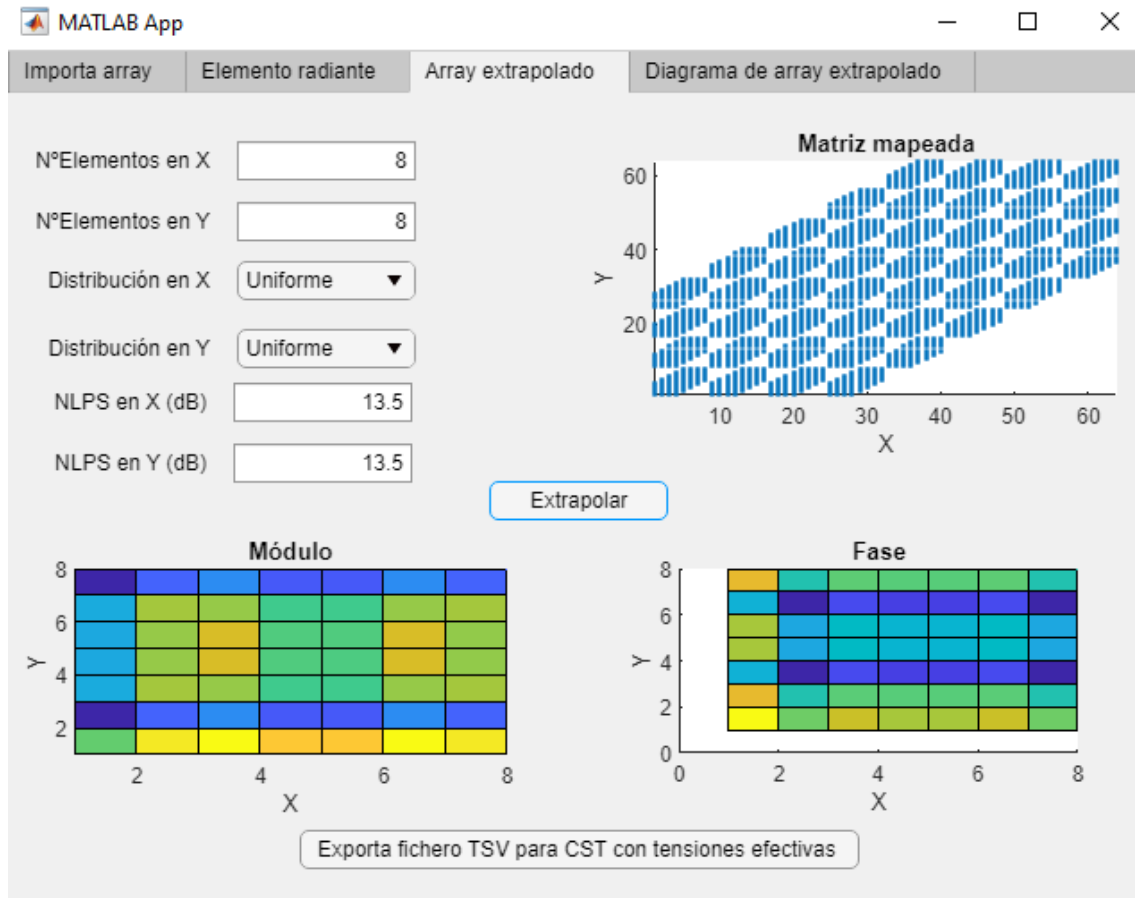 MATLAB App
Importa array
Elemento radiante
Array extrapolado
Diagrama de array extrapolado
NºElementos en X
8
NºElementos en Y
8
Distribución en X
Uniforme
Distribución en Y
Uniforme
NLPS en X (dB)
13.5
NLPS en Y (dB)
13.5
Matriz mapeada
60
40
20
Y
10 20 30 40 50 60
X
Extrapolar
Módulo
8
6
4
2
Y
2 4 6 8
X
Fase
8
6
4
2
0
Y
0 2 4 6 8
X
Exporta fichero TSV para CST con tensiones efectivas